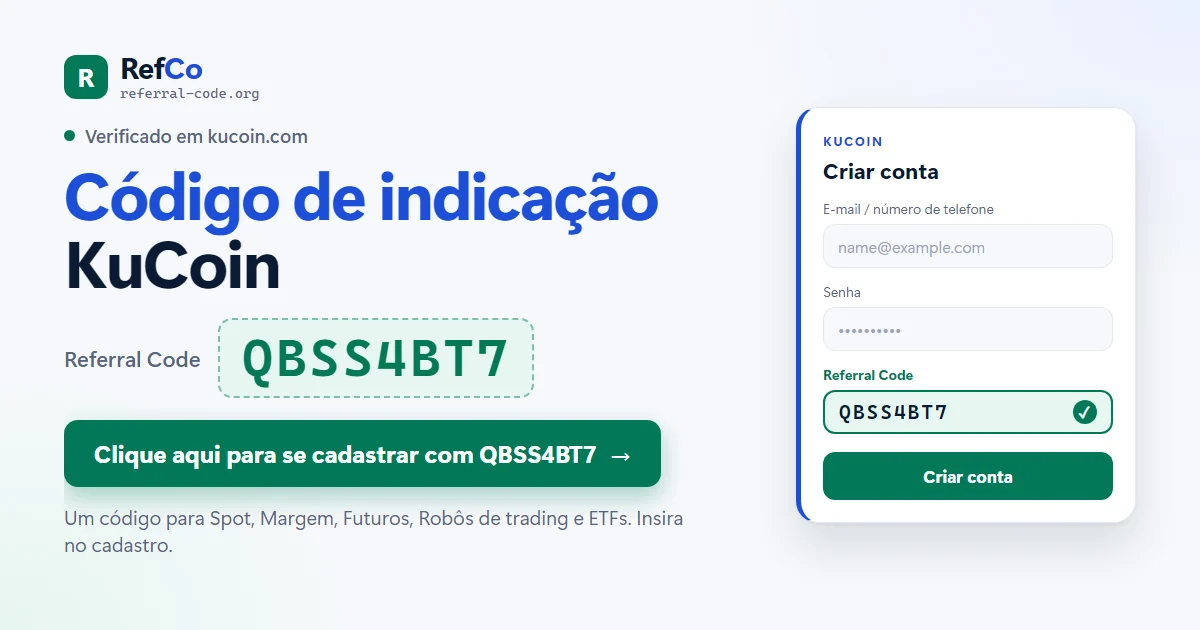 R
RefCo
referral-code.org
Verificado em kucoin.com
Código de indicação
KuCoin
Referral Code
QBSS4BT7
Clique aqui para se cadastrar com QBSS4BT7 →
Um código para Spot, Margem, Futuros, Robôs de trading e ETFs. Insira
no cadastro.
KUCOIN
Criar conta
E-mail / número de telefone
name@example.com
Senha
••••••••••
Referral Code
QBSS4BT7
Criar conta